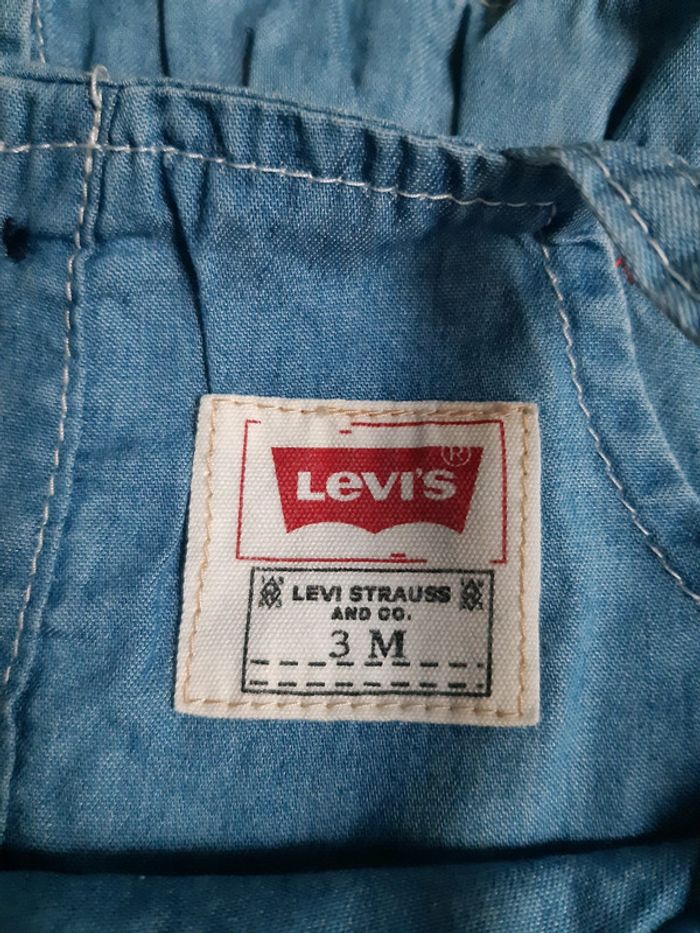 Levi's ®
LEVI STRAUSS
AND CO.
3 M